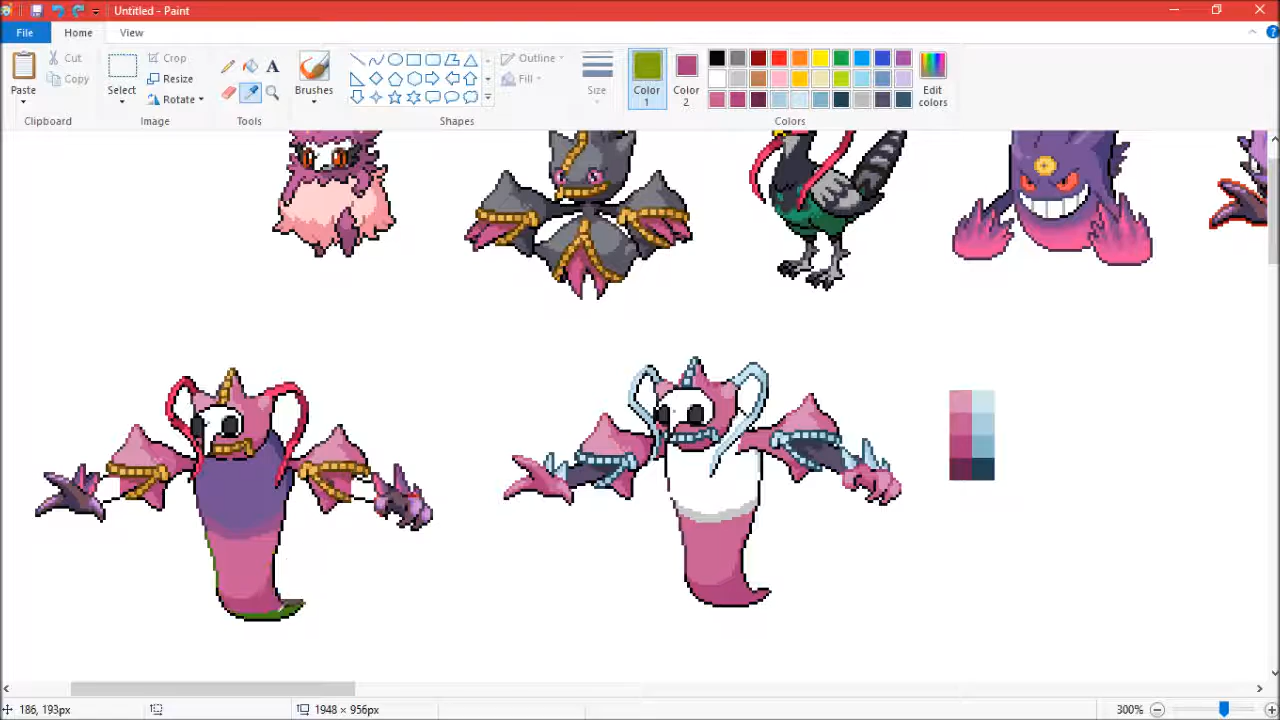 Untitled - Paint
File Home View
Paste
Cut
Copy
Clipboard
Select
Crop
Resize
Rotate
Image
A
Tools
Brushes
Outline
Fill
Shapes
Size
Color 1
Color 2
Edit colors
Colors
186, 193px
1948 × 956px
300%